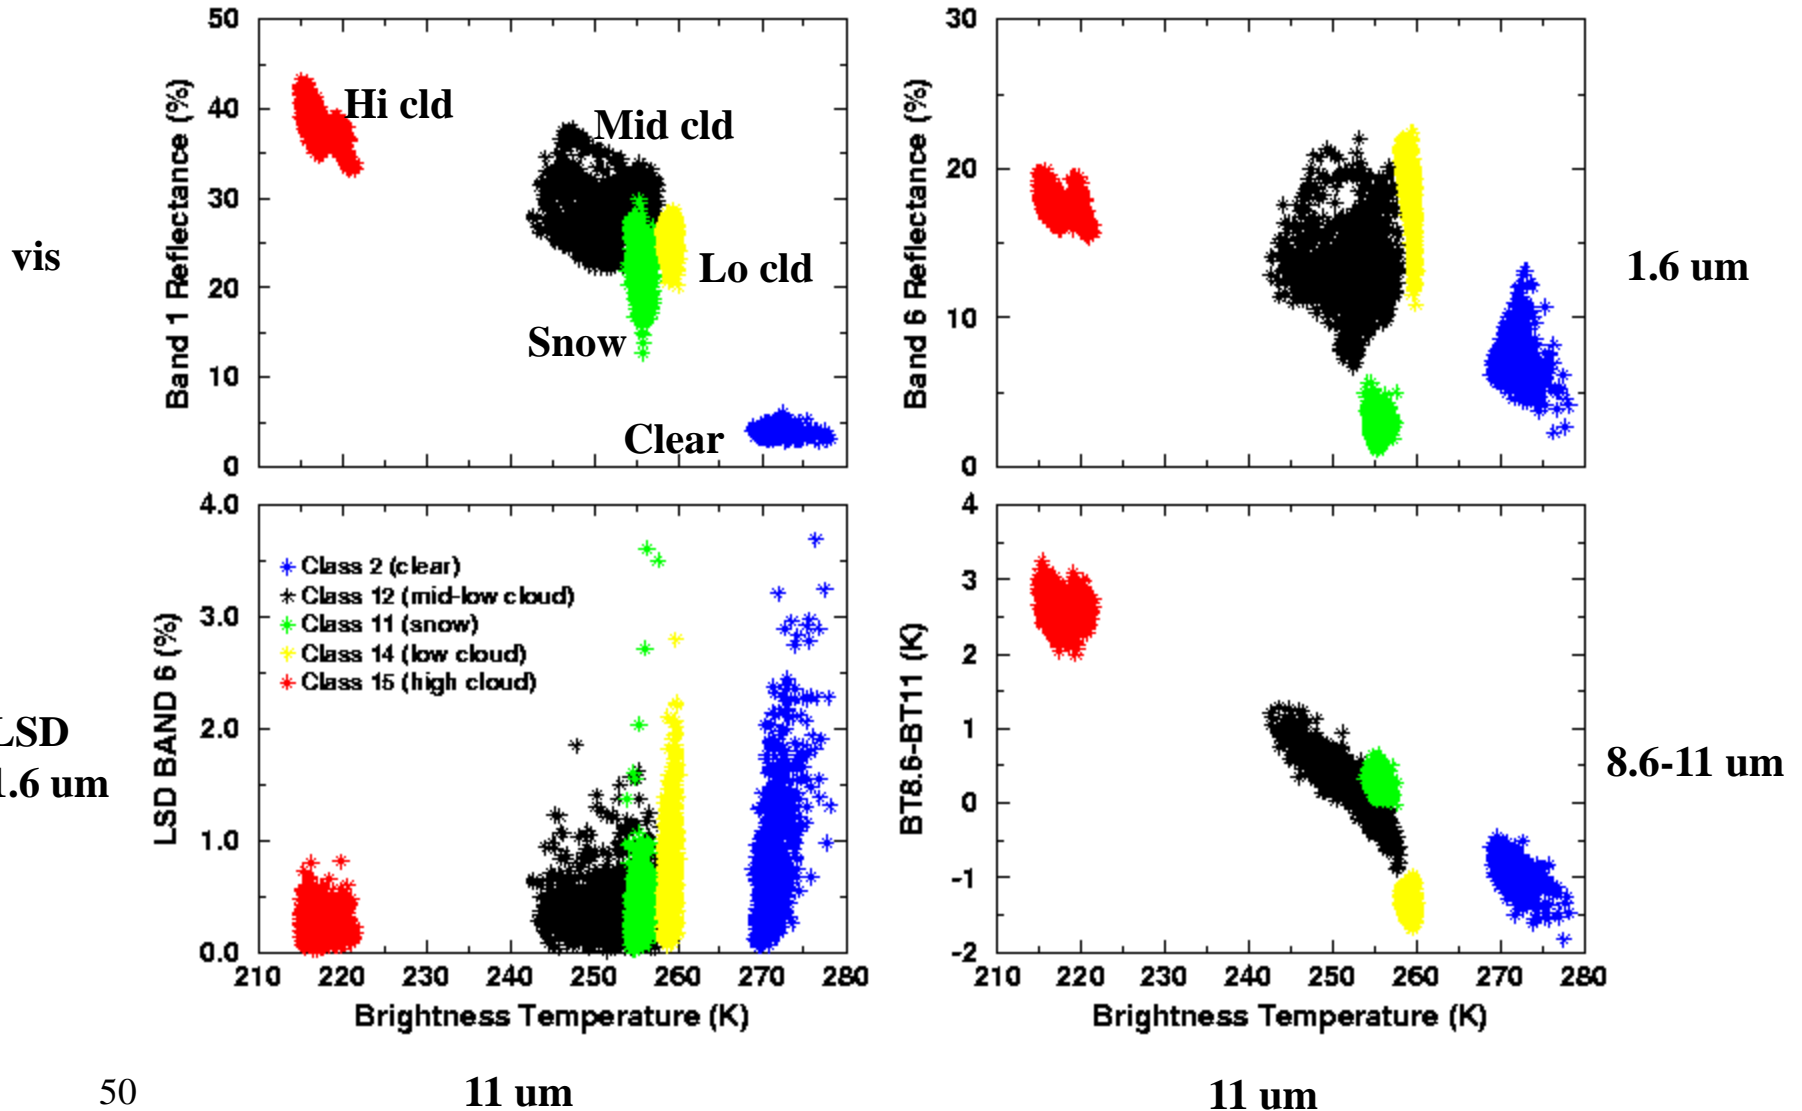 50
40
30
20
10
0
Band 1 Reflectance (%)
Hi cld
Mid cld
Lo cld
Snow
Clear
vis
30
20
10
0
Band 6 Reflectance (%)
1.6 um
4.0
3.0
2.0
1.0
0.0
LSD BAND 6 (%)
Class 2 (clear)
Class 12 (mid-low cloud)
Class 11 (snow)
Class 14 (low cloud)
Class 15 (high cloud)
LSD
1.6 um
210 220 230 240 250 260 270 280
Brightness Temperature (K)
4
3
2
1
0
-1
-2
BT8.6-BT11 (K)
8.6-11 um
210 220 230 240 250 260 270 280
Brightness Temperature (K)
50
11 um
11 um